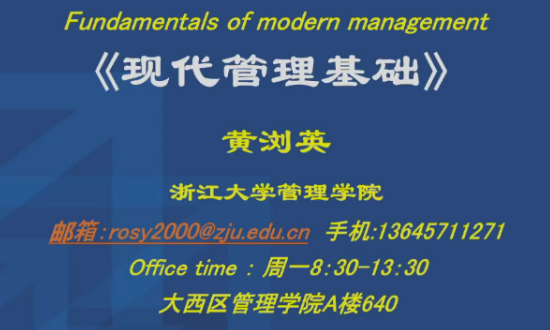 Fundamentals of modern management
《现代管理基础》
黄浏英
浙江大学管理学院
邮箱:rosy2000@zju.edu.cn 手机:13645711271
Office time : 周一8:30-13:30
大西区管理学院A楼640